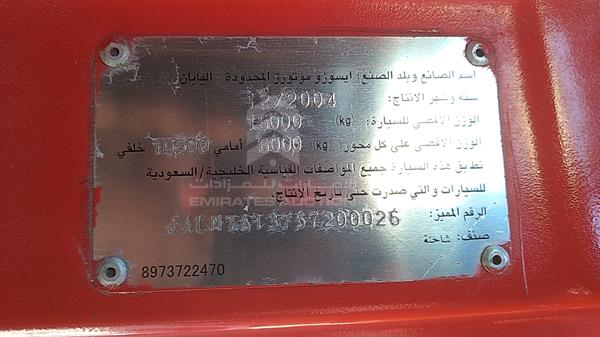 اسم الصانع وبلد الصنع: ايسوزو موتورز المحدودة اليابان
سنة وشهر الانتاج: 12/2004
الوزن الاقصى للسيارة: (kg) 15000
الوزن الاقصى على كل محور: (kg) 6000 أمامي خلفي
تطبق هذه السيارة جميع المواصفات القياسية الخليجية/السعودية
للسيارات والتي صدرت حتى تاريخ الانتاج.
الرقم المميز:
صنف: شاحنة
8973722470
الإمارات للمزادات
EMIRATES AUCTION